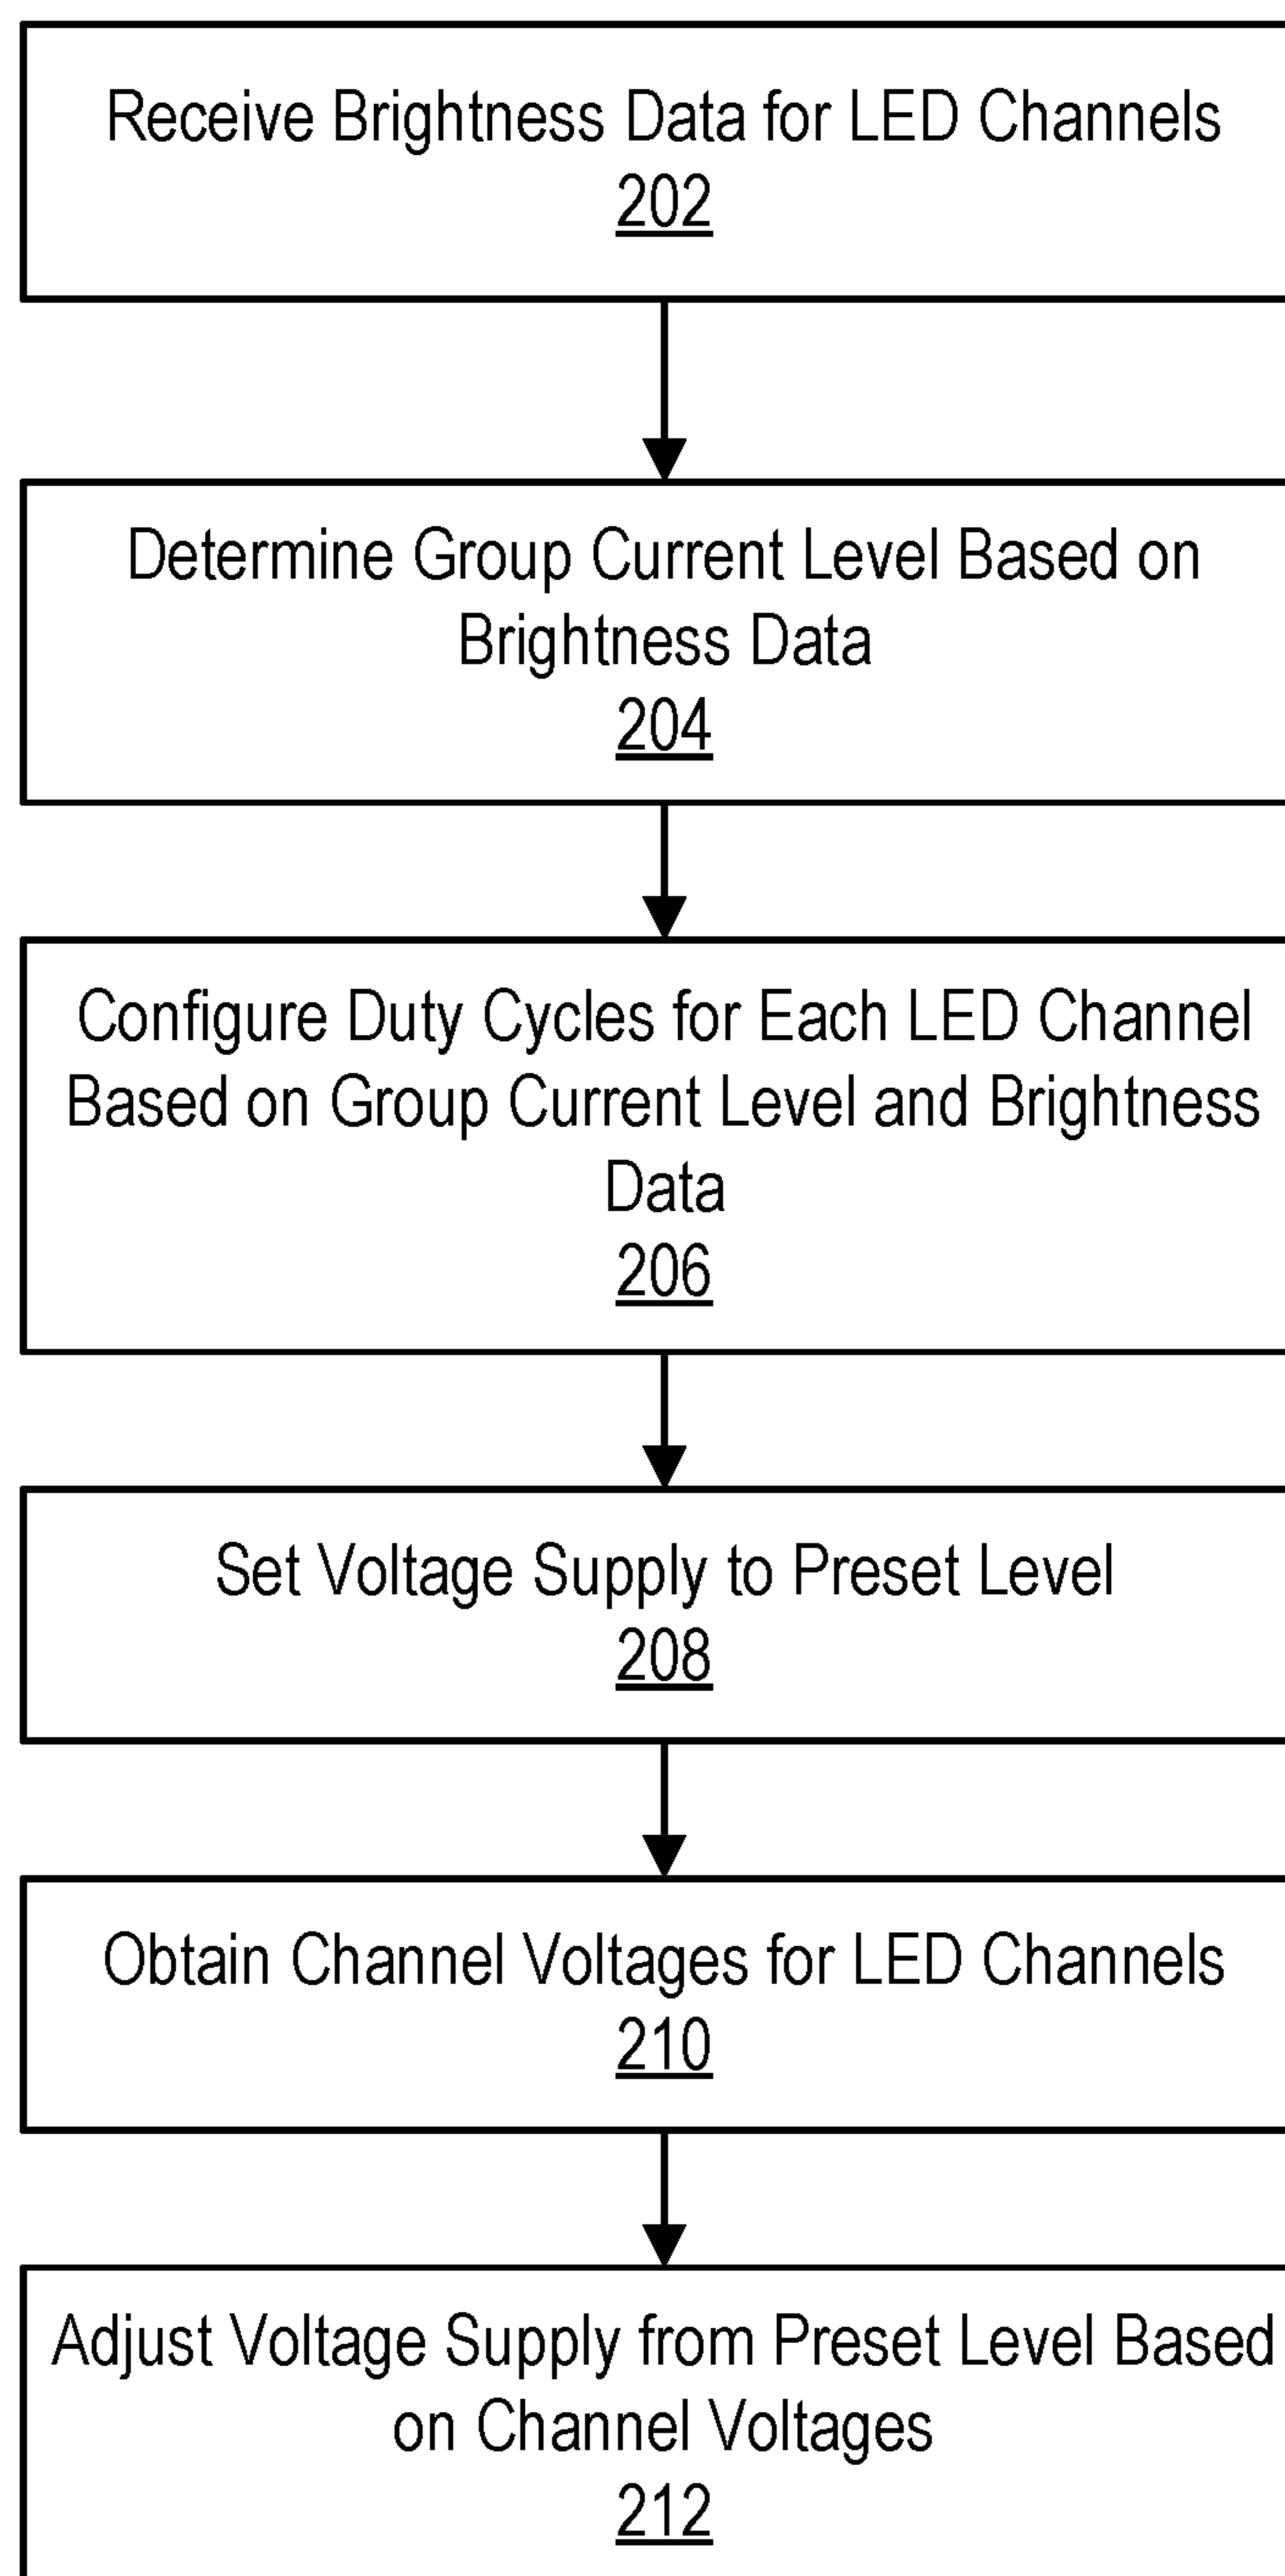 Receive Brightness Data for LED Channels
202
Determine Group Current Level Based on
Brightness Data
204
Configure Duty Cycles for Each LED Channel
Based on Group Current Level and Brightness
Data
206
Set Voltage Supply to Preset Level
208
Obtain Channel Voltages for LED Channels
210
Adjust Voltage Supply from Preset Level Based
on Channel Voltages
212